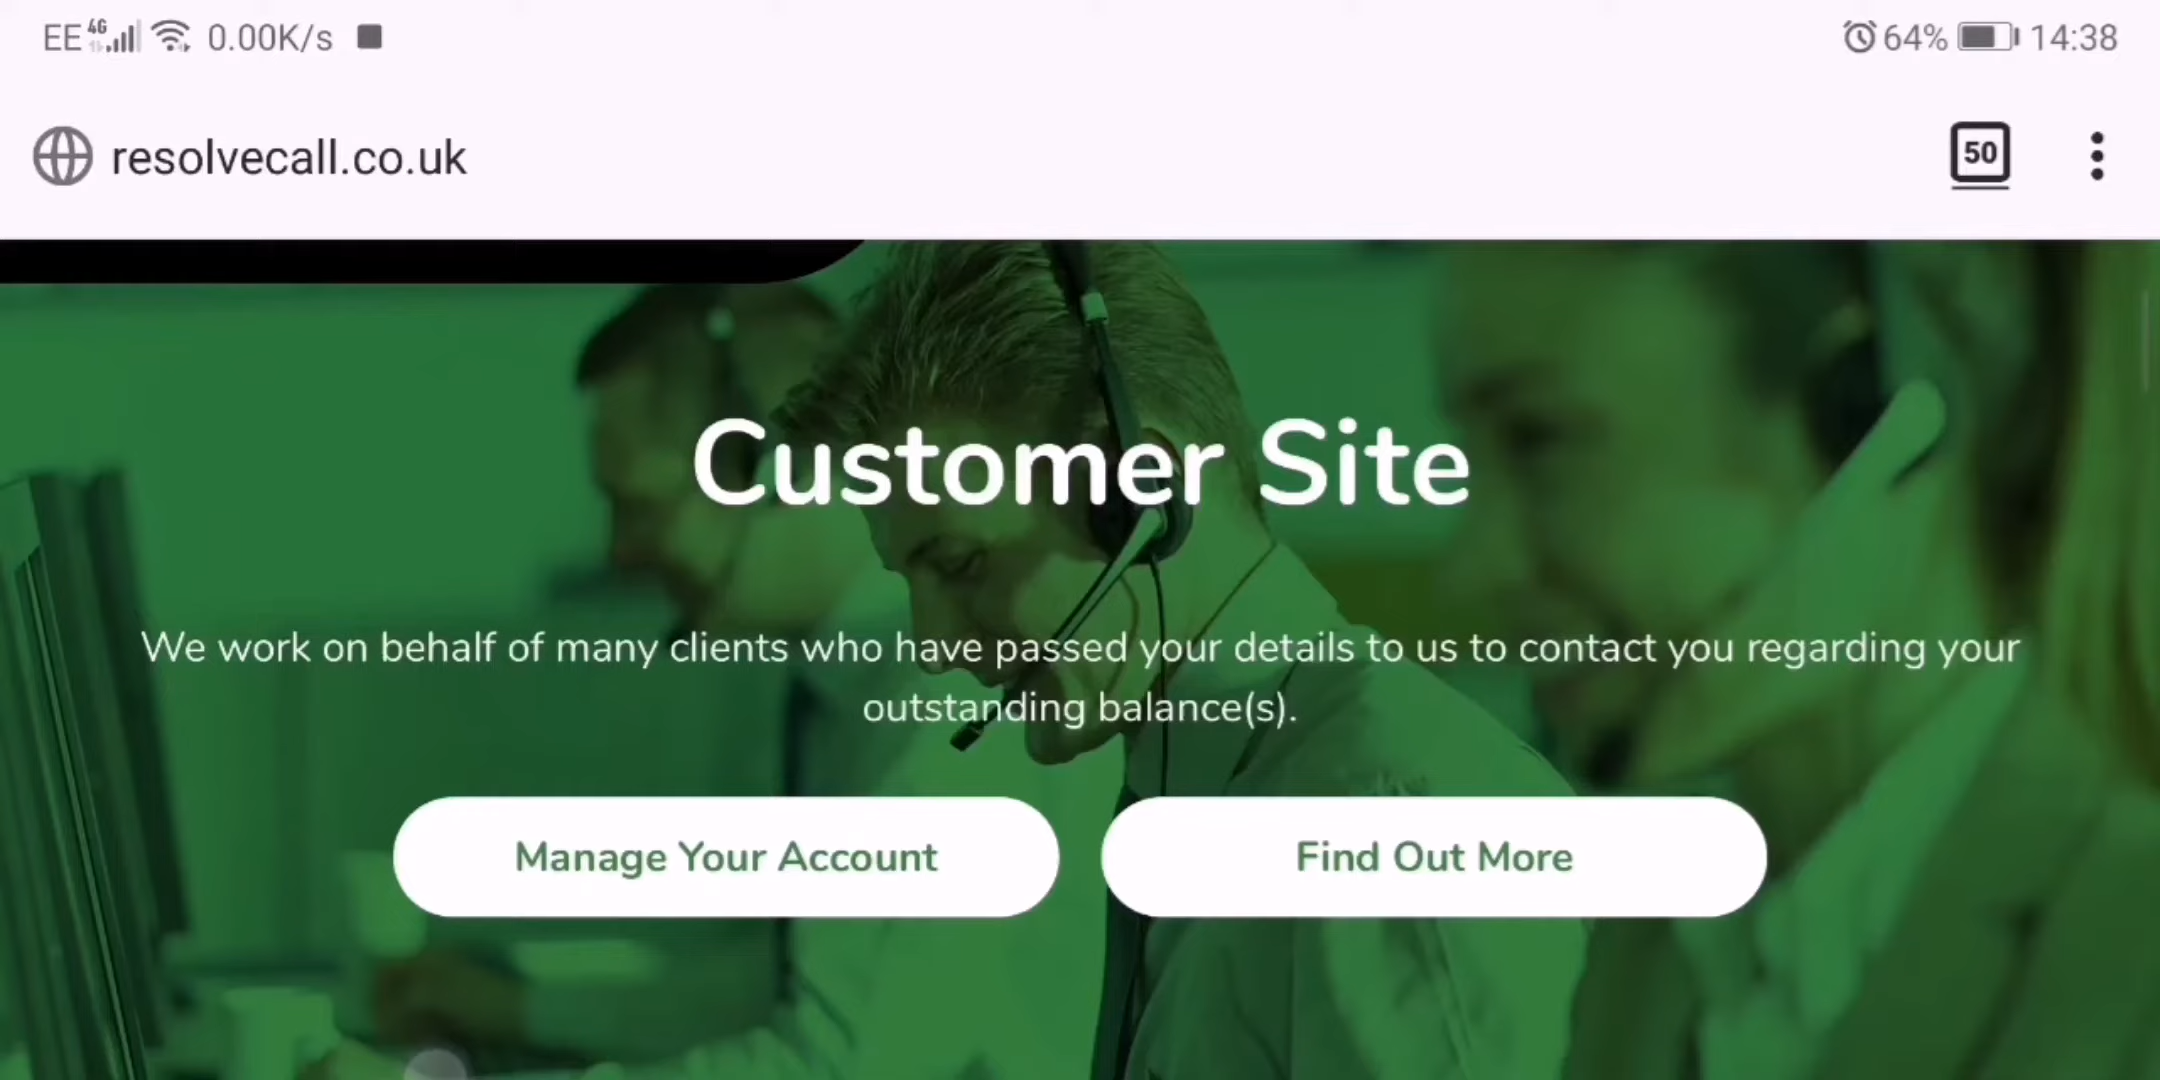 EE 4G 0.00K/s 64% 14:38
resolvecall.co.uk 50
Customer Site
We work on behalf of many clients who have passed your details to us to contact you regarding your
outstanding balance(s).
Manage Your Account Find Out More